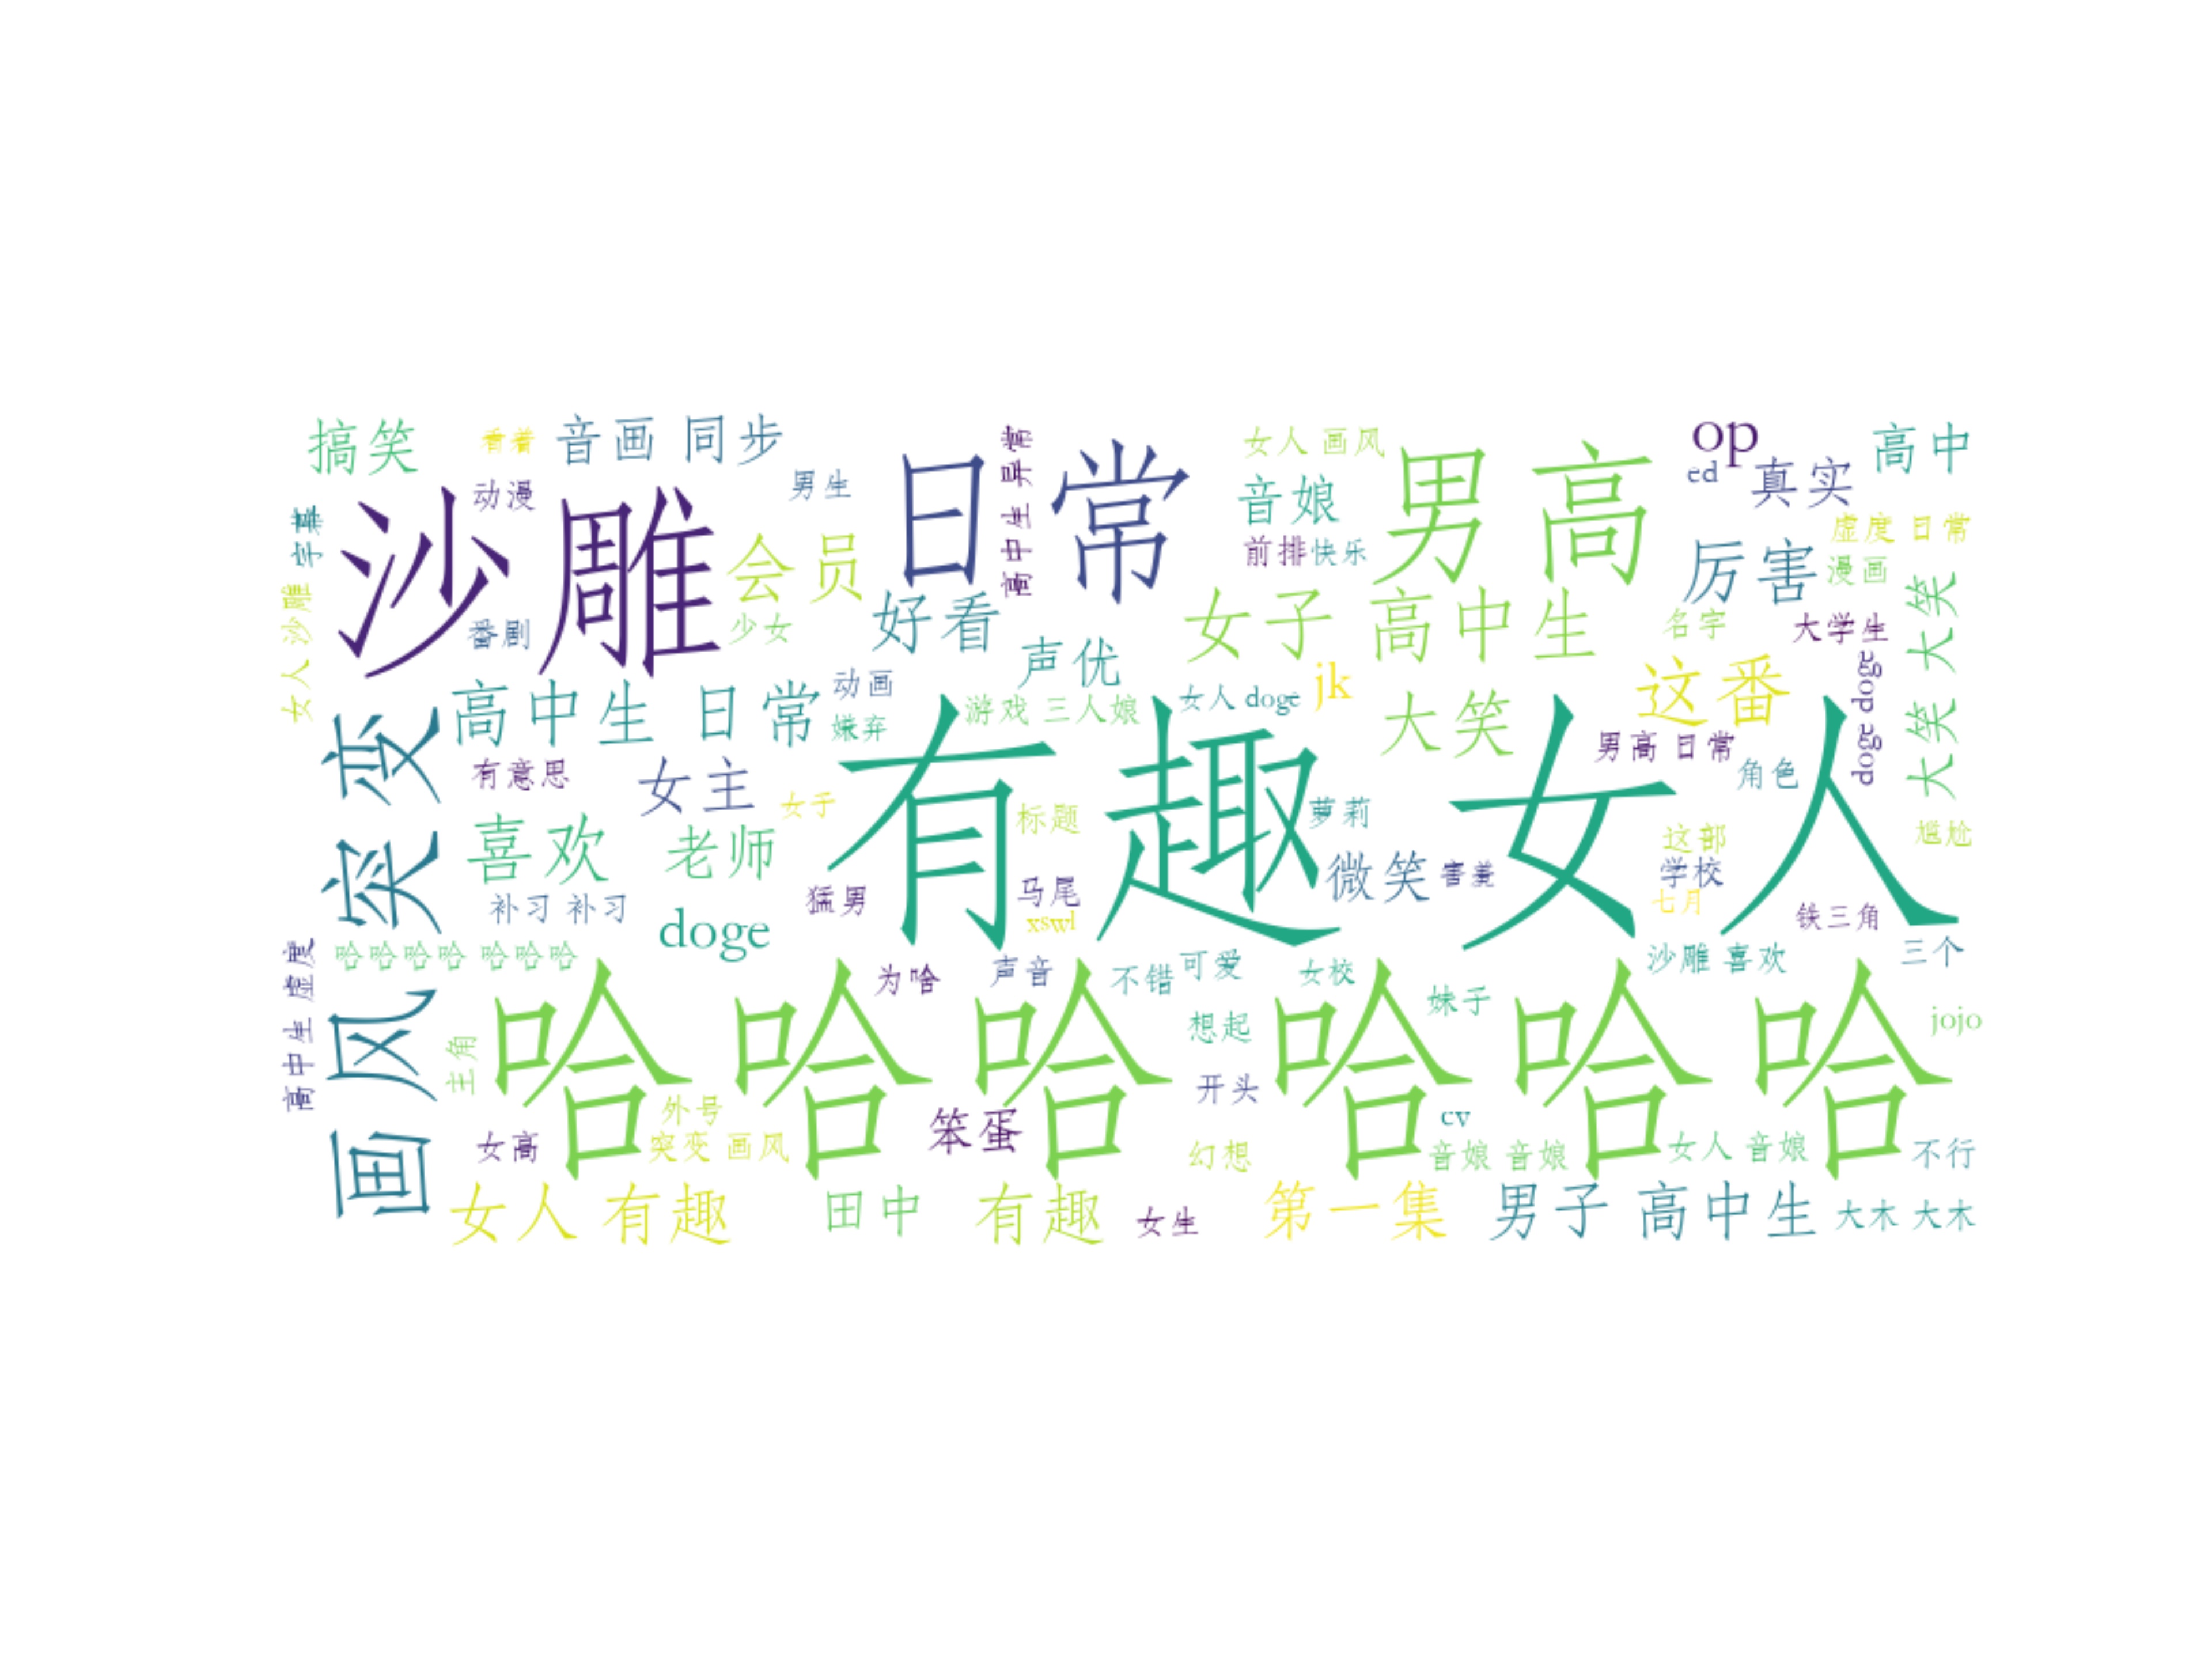 搞笑
看着
音画 同步
高中生 异常
女人 画风
男高
op
高中
ed
真实
动漫
男生
日常
音娘
字幕
沙雕
会员
前排
快乐
厉害
虚度 日常
漫画
大笑 大笑
女人 沙雕
番剧
少女
好看
女子 高中生
名字
大学生
声优
高中生 日常
动画
嫌弃
游戏 三人娘
女人 doge
jk
大笑
这番
doge doge
画风 突变
有意思
女主
女于
有趣 女人
男高 日常
角色
标题
萝莉
喜欢
老师
这部
尴尬
微笑
害羞
学校
补习 补习
猛男
马尾
七月
铁三角
doge
xswl
高中生 虚度
哈哈哈哈 哈哈哈
为啥
声音
不错
可爱
女校
沙雕 喜欢
三个
哈哈哈 哈哈哈
妹子
想起
jojo
主角
开头
外号
笨蛋
cv
女高
突变 画风
幻想
音娘 音娘
女人 音娘
不行
女人 有趣
田中
有趣
女生
第一集
男子 高中生
大木 大木